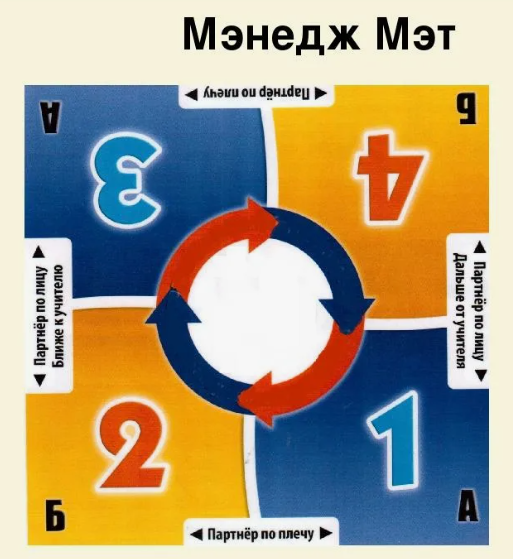 Мэнедж Мэт
А
Партнёр по плечу
Б
3
4
Партнёр по лицу
Ближе к учителю
Партнёр по лицу
Дальше от учителя
2
1
Б
Партнёр по плечу
А